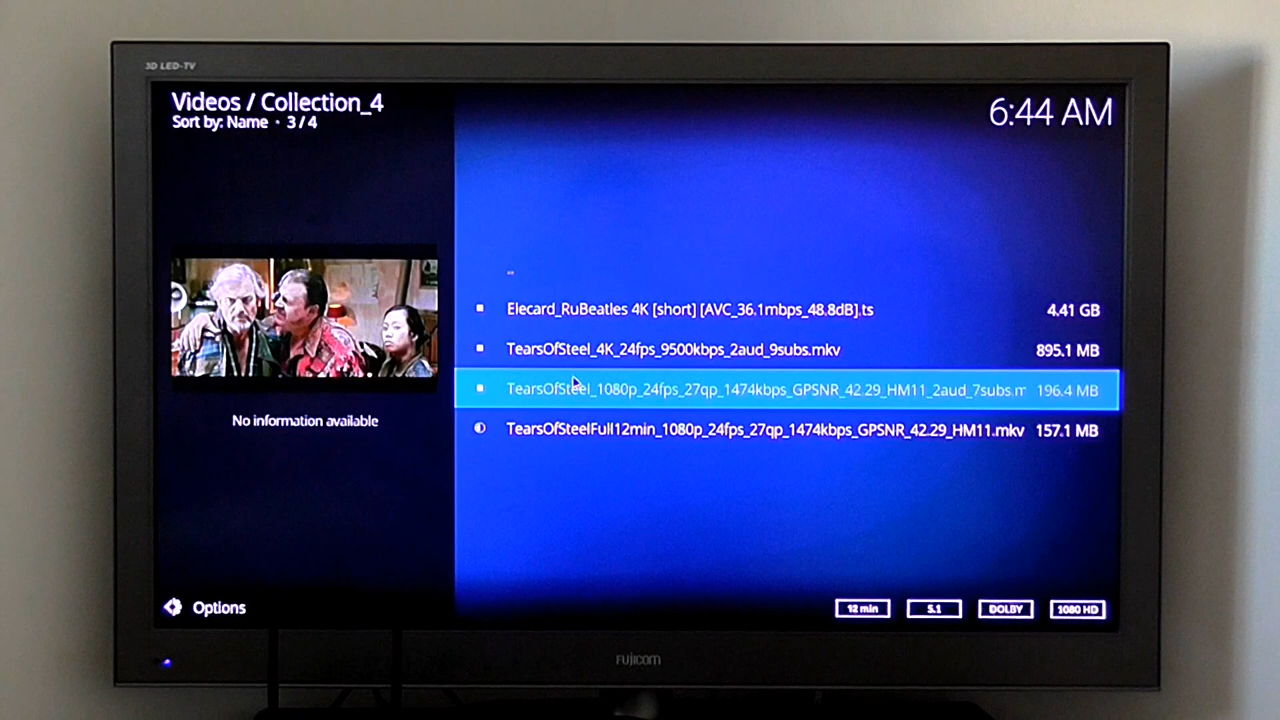 3D LED-TV
Videos / Collection_4
Sort by: Name · 3 / 4
6:44 AM
..
Elecard_RuBeatles 4K [short] [AVC_36.1mbps_48.8dB].ts 4.41 GB
TearsOfSteel_4K_24fps_9500kbps_2aud_9subs.mkv 895.1 MB
TearsOfSteel_1080p_24fps_27qp_1474kbps_GPSNR_42.29_HM11_2aud_7subs.m 196.4 MB
TearsOfSteelFull12min_1080p_24fps_27qp_1474kbps_GPSNR_42.29_HM11.mkv 157.1 MB
No information available
Options
12 min 5.1 DOLBY 1080 HD
FUJICOM